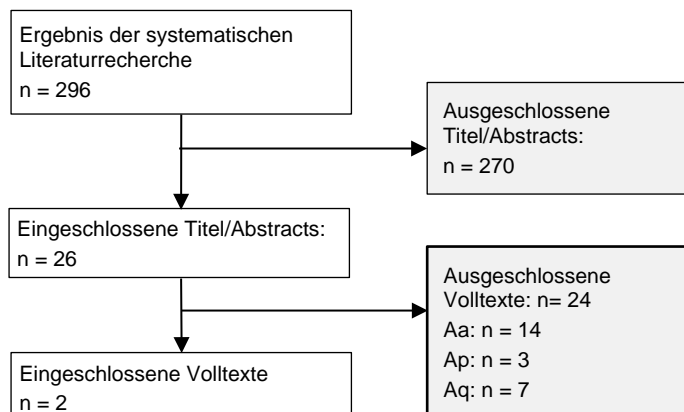 Ergebnis der systematischen
Literaturrecherche
n = 296
Ausgeschlossene
Titel/Abstracts:
n = 270
Eingeschlossene Titel/Abstracts:
n = 26
Ausgeschlossene
Volltexte: n= 24
Aa: n = 14
Ap: n = 3
Aq: n = 7
Eingeschlossene Volltexte
n = 2